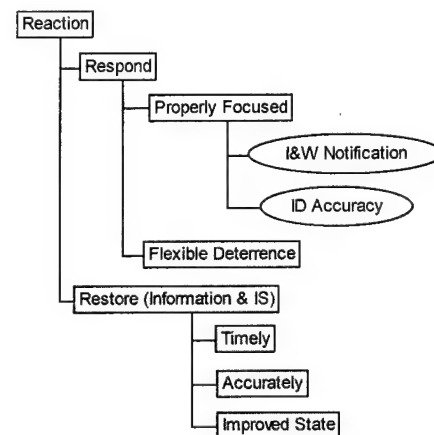 Reaction
Respond
Properly Focused
I&W Notification
ID Accuracy
Flexible Deterrence
Restore (Information & IS)
Timely
Accurately
Improved State